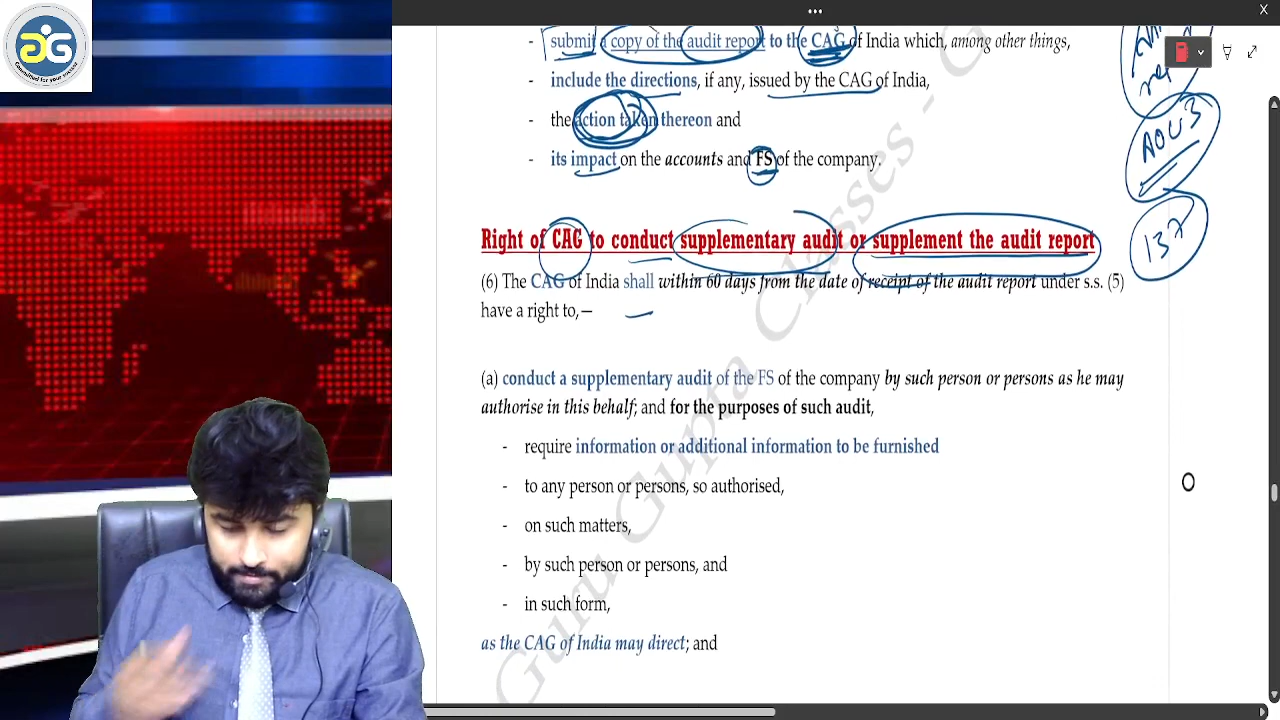 - submit a copy of the audit report to the CAG of India which, among other things,
- include the directions, if any, issued by the CAG of India,
- the action taken thereon and
- its impact on the accounts and FS of the company.
AOC 3
137
Right of CAG to conduct supplementary audit or supplement the audit report
(6) The CAG of India shall within 60 days from the date of receipt of the audit report under s.s. (5)
have a right to,—
(a) conduct a supplementary audit of the FS of the company by such person or persons as he may
authorise in this behalf; and for the purposes of such audit,
- require information or additional information to be furnished
- to any person or persons, so authorised,
- on such matters,
- by such person or persons, and
- in such form,
as the CAG of India may direct; and
Guru Gupta Classes - G